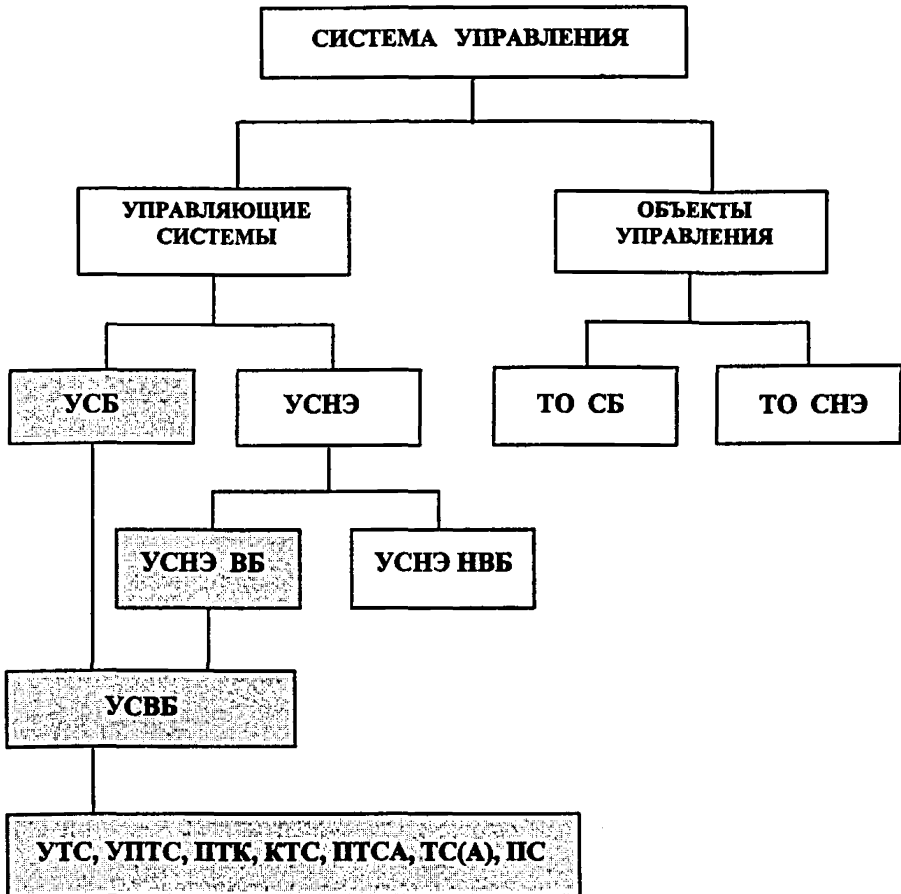 СИСТЕМА УПРАВЛЕНИЯ
УПРАВЛЯЮЩИЕ
СИСТЕМЫ
ОБЪЕКТЫ
УПРАВЛЕНИЯ
УСБ
УСНЭ
ТО СБ
ТО СНЭ
УСНЭ ВБ
УСНЭ НВБ
УСВБ
УТС, УПТС, ПТК, КТС, ПТСА, ТС(А), ПС